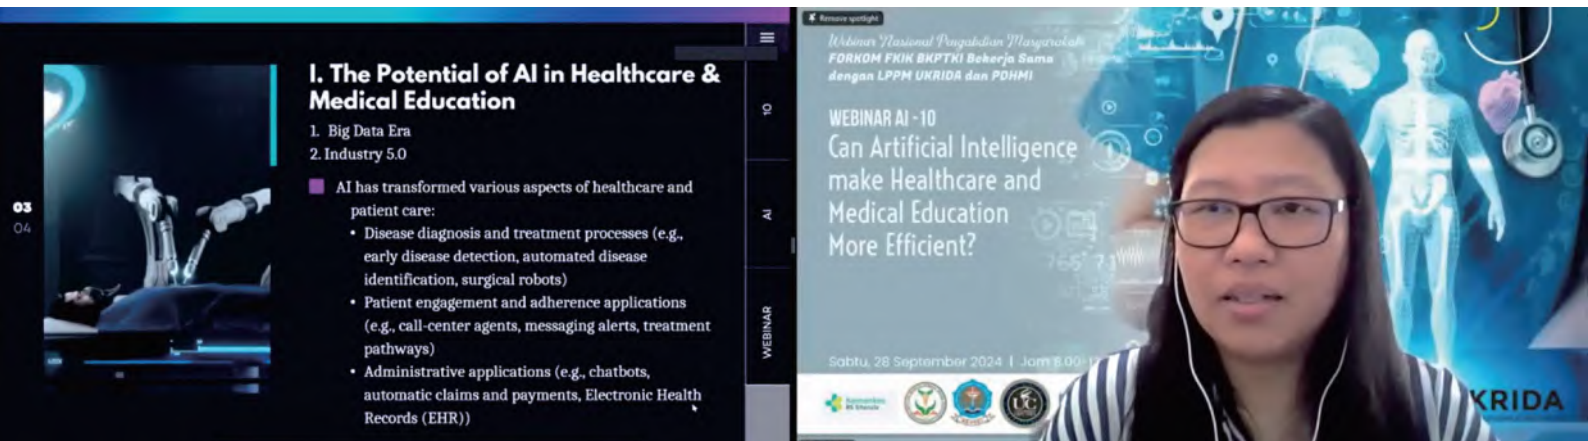 I. The Potential of AI in Healthcare &
Medical Education
1. Big Data Era
2. Industry 5.0
AI has transformed various aspects of healthcare and
patient care:
• Disease diagnosis and treatment processes (e.g.,
early disease detection, automated disease
identification, surgical robots)
• Patient engagement and adherence applications
(e.g., call-center agents, messaging alerts, treatment
pathways)
• Administrative applications (e.g., chatbots,
automatic claims and payments, Electronic Health
Records (EHR))
03
04
10
AI
WEBINAR
Remove spotlight
Webinar Nasional Pengabdian Masyarakat
FORKOM FKIK BKPTKI Bekerja Sama
dengan LPPM UKRIDA dan PDHMI
WEBINAR AI - 10
Can Artificial Intelligence
make Healthcare and
Medical Education
More Efficient?
Sabtu, 28 September 2024 | Jam 8.00-
KRIDA